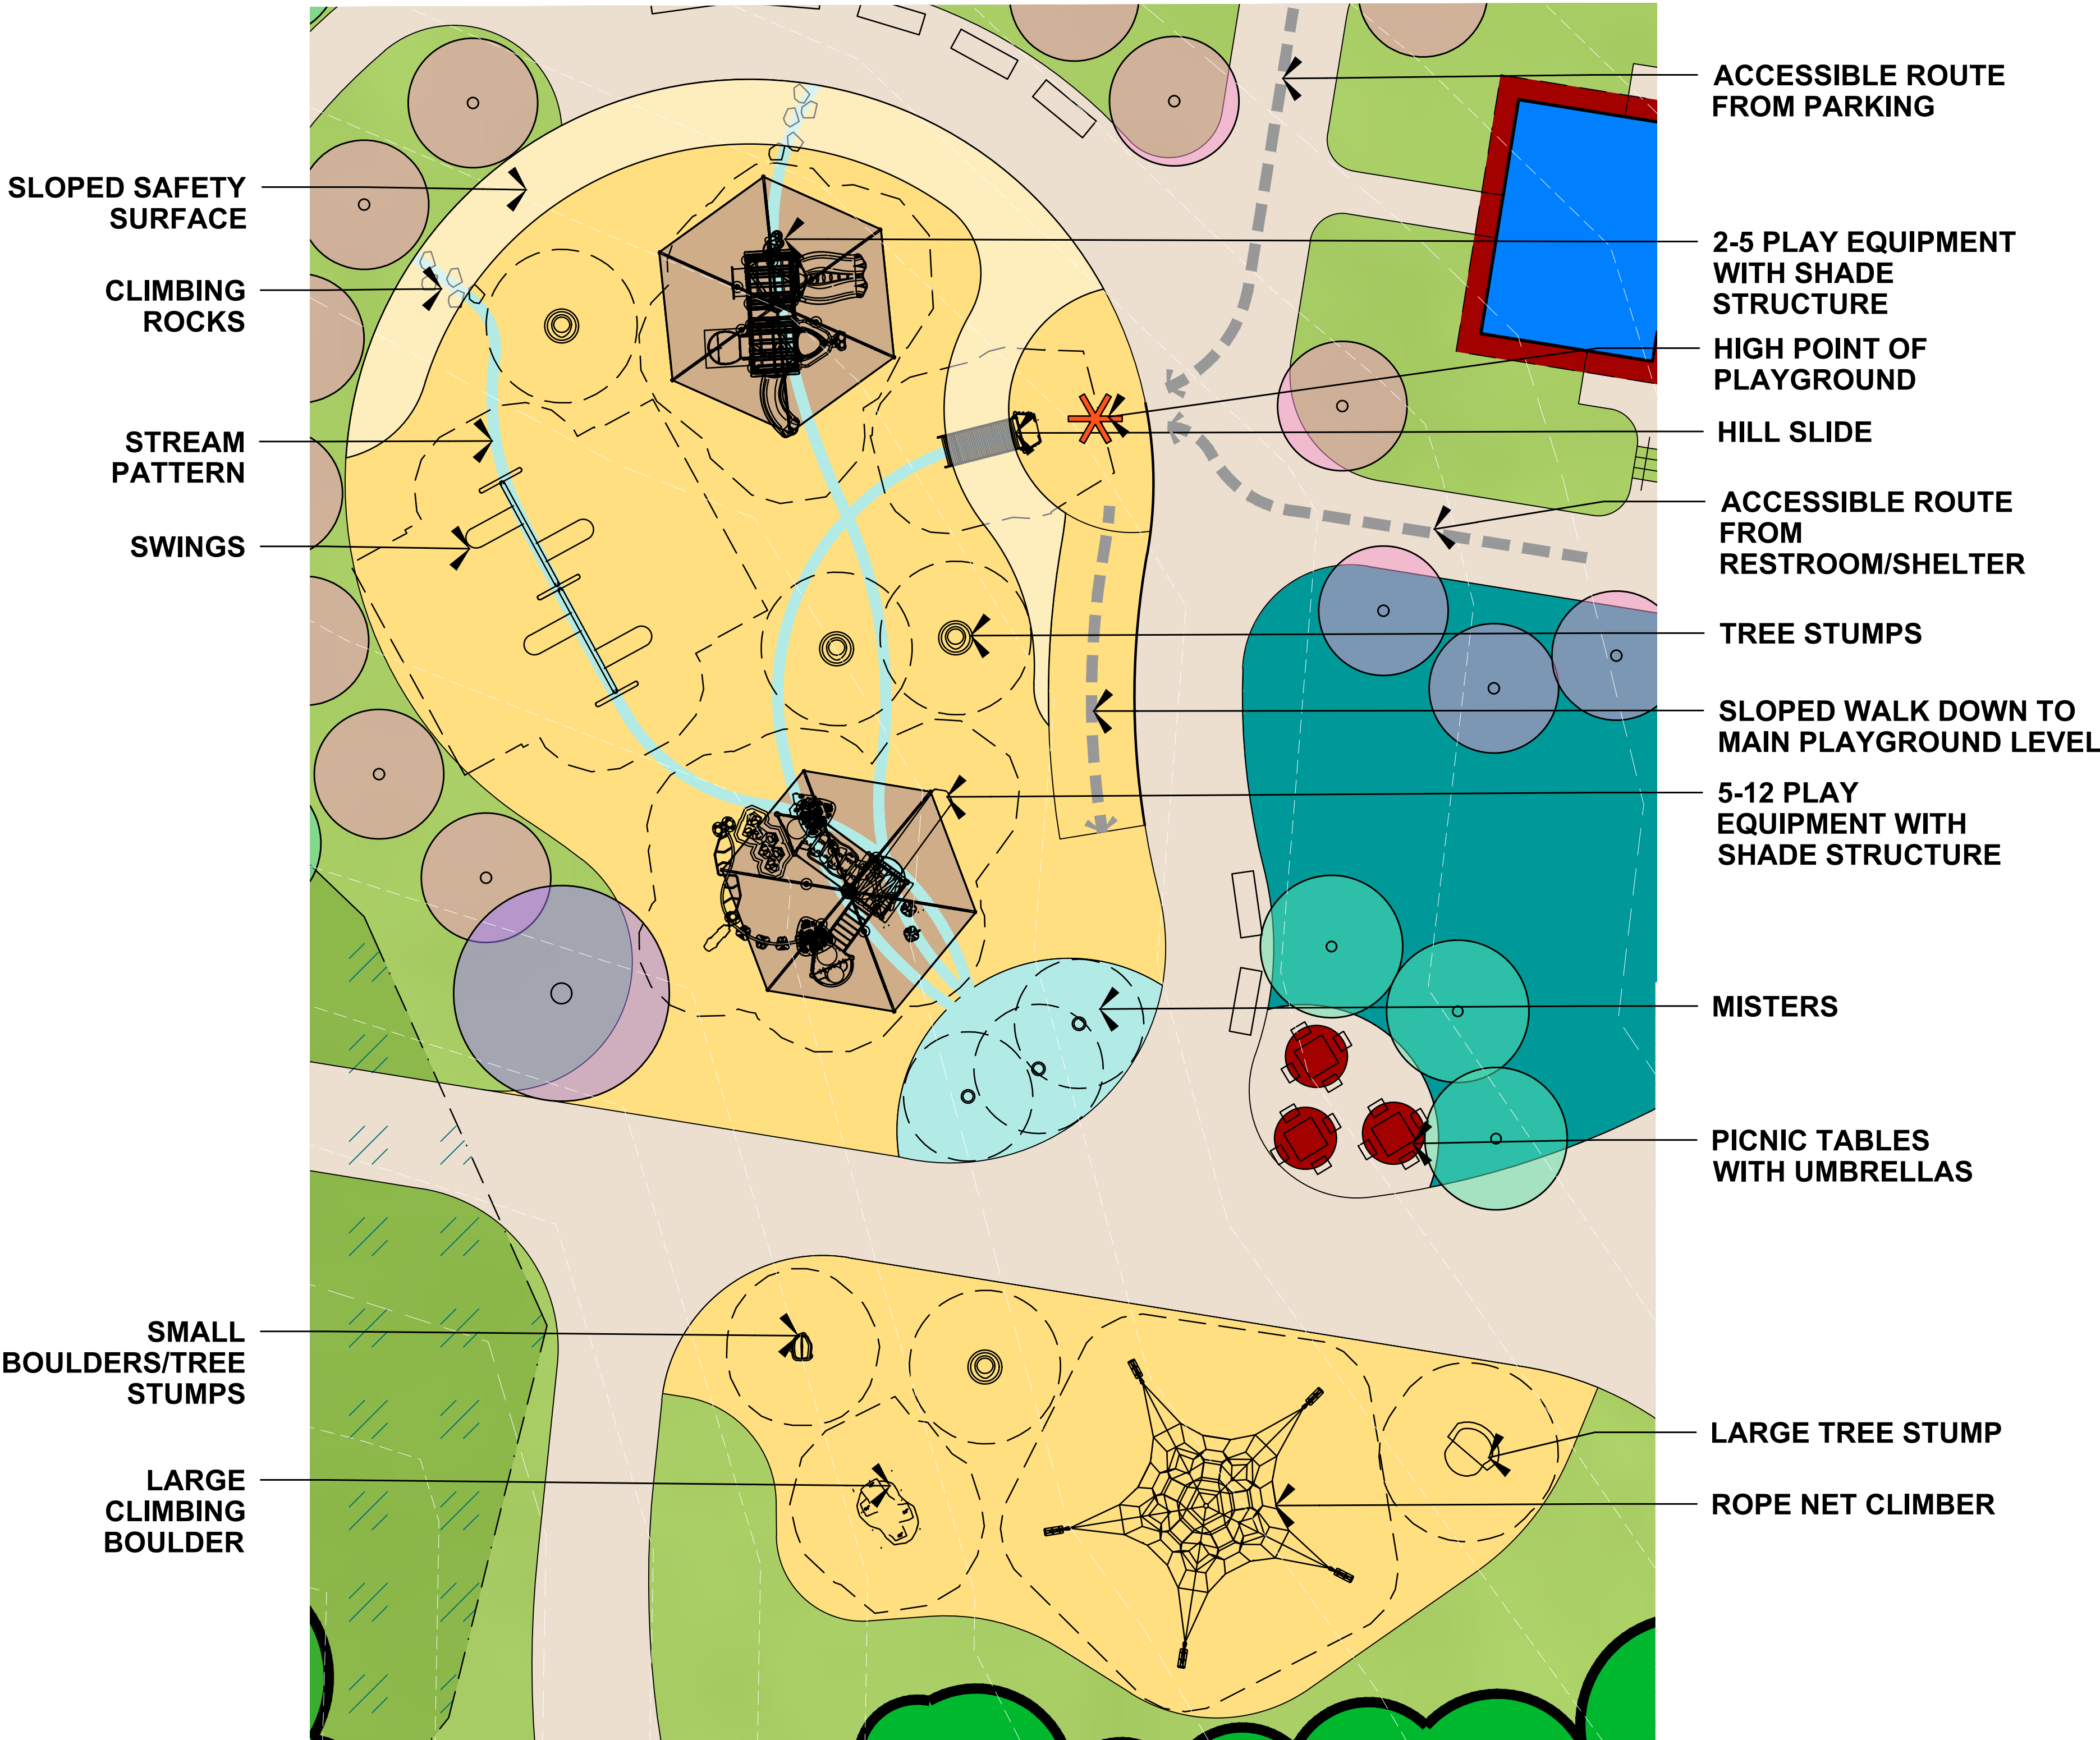 SLOPED SAFETY
SURFACE
CLIMBING
ROCKS
STREAM
PATTERN
SWINGS
SMALL
BOULDERS/TREE
STUMPS
LARGE
CLIMBING
BOULDER
ACCESSIBLE ROUTE
FROM PARKING
2-5 PLAY EQUIPMENT
WITH SHADE
STRUCTURE
HIGH POINT OF
PLAYGROUND
HILL SLIDE
ACCESSIBLE ROUTE
FROM
RESTROOM/SHELTER
TREE STUMPS
SLOPED WALK DOWN TO
MAIN PLAYGROUND LEVEL
5-12 PLAY
EQUIPMENT WITH
SHADE STRUCTURE
MISTERS
PICNIC TABLES
WITH UMBRELLAS
LARGE TREE STUMP
ROPE NET CLIMBER